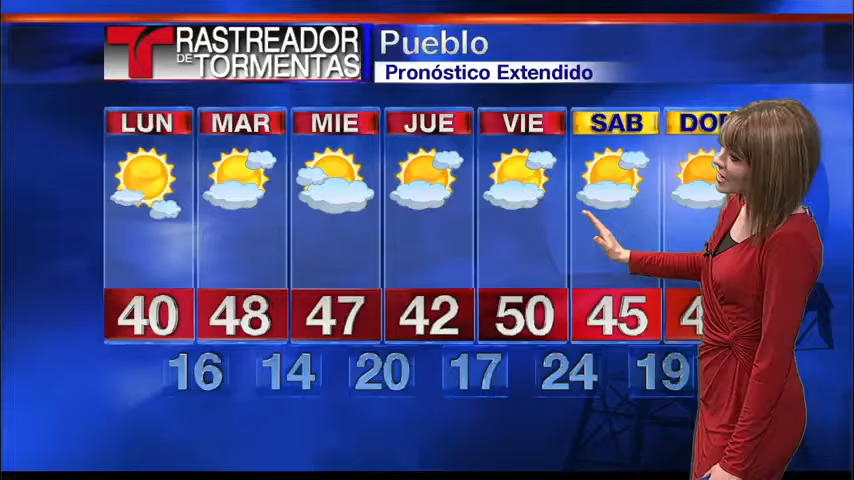 RASTREADOR
DE TORMENTAS
Pueblo
Pronóstico Extendido
LUN MAR MIE JUE VIE SAB
40 48 47 42 50 45
16 14 20 17 24 19